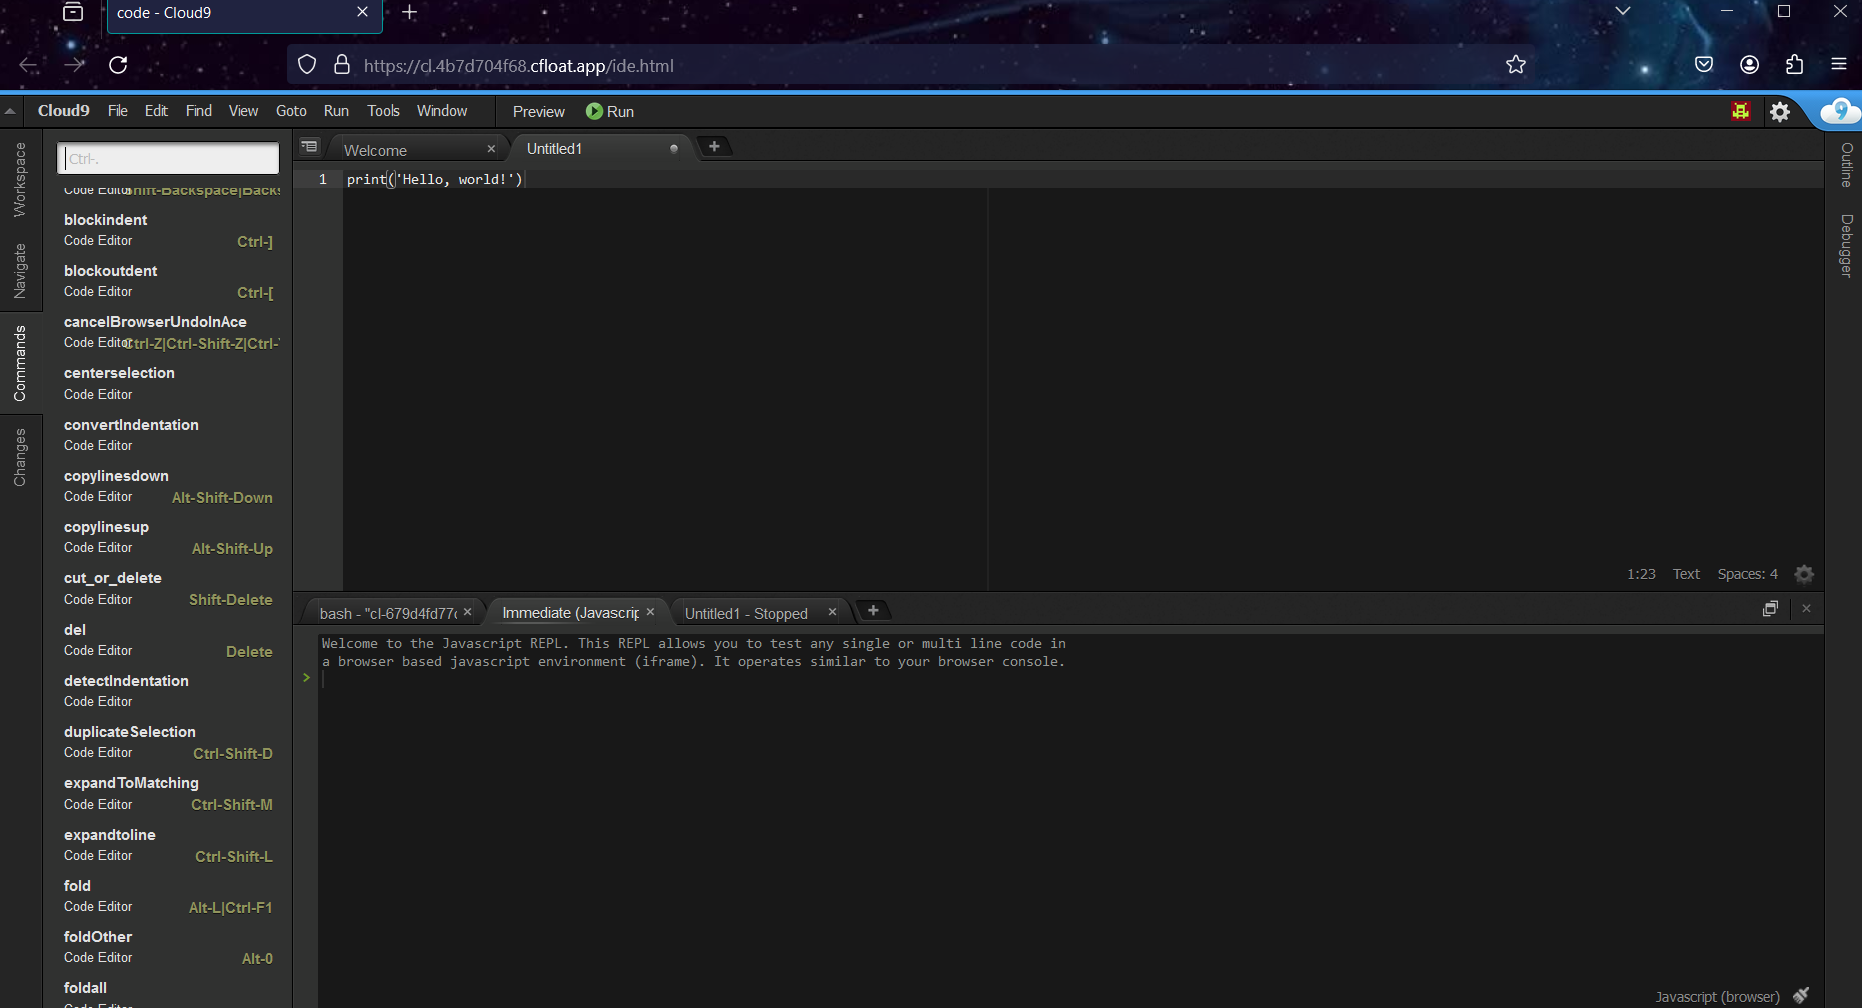 code - Cloud9
https://cl.4b7d704f68.cfloat.app/ide.html
Cloud9 File Edit Find View Goto Run Tools Window Preview Run
9
Workspace
Navigate
Commands
Changes
Ctrl-.
Code Editor Shift-Backspace|Backs
blockindent
Code Editor Ctrl-]
blockoutdent
Code Editor Ctrl-[
cancelBrowserUndoInAce
Code Editor Ctrl-Z|Ctrl-Shift-Z|Ctrl-
centerselection
Code Editor
convertIndentation
Code Editor
copylinesdown
Code Editor Alt-Shift-Down
copylinesup
Code Editor Alt-Shift-Up
cut_or_delete
Code Editor Shift-Delete
del
Code Editor Delete
detectIndentation
Code Editor
duplicateSelection
Code Editor Ctrl-Shift-D
expandToMatching
Code Editor Ctrl-Shift-M
expandtoline
Code Editor Ctrl-Shift-L
fold
Code Editor Alt-L|Ctrl-F1
foldOther
Code Editor Alt-0
foldall
Code Editor
Welcome Untitled1
1 print('Hello, world!')
1:23 Text Spaces: 4
bash - "cl-679d4fd77c Immediate (Javascrip Untitled1 - Stopped
Welcome to the Javascript REPL. This REPL allows you to test any single or multi line code in
a browser based javascript environment (iframe). It operates similar to your browser console.
>
Javascript (browser)
Outline
Debugger